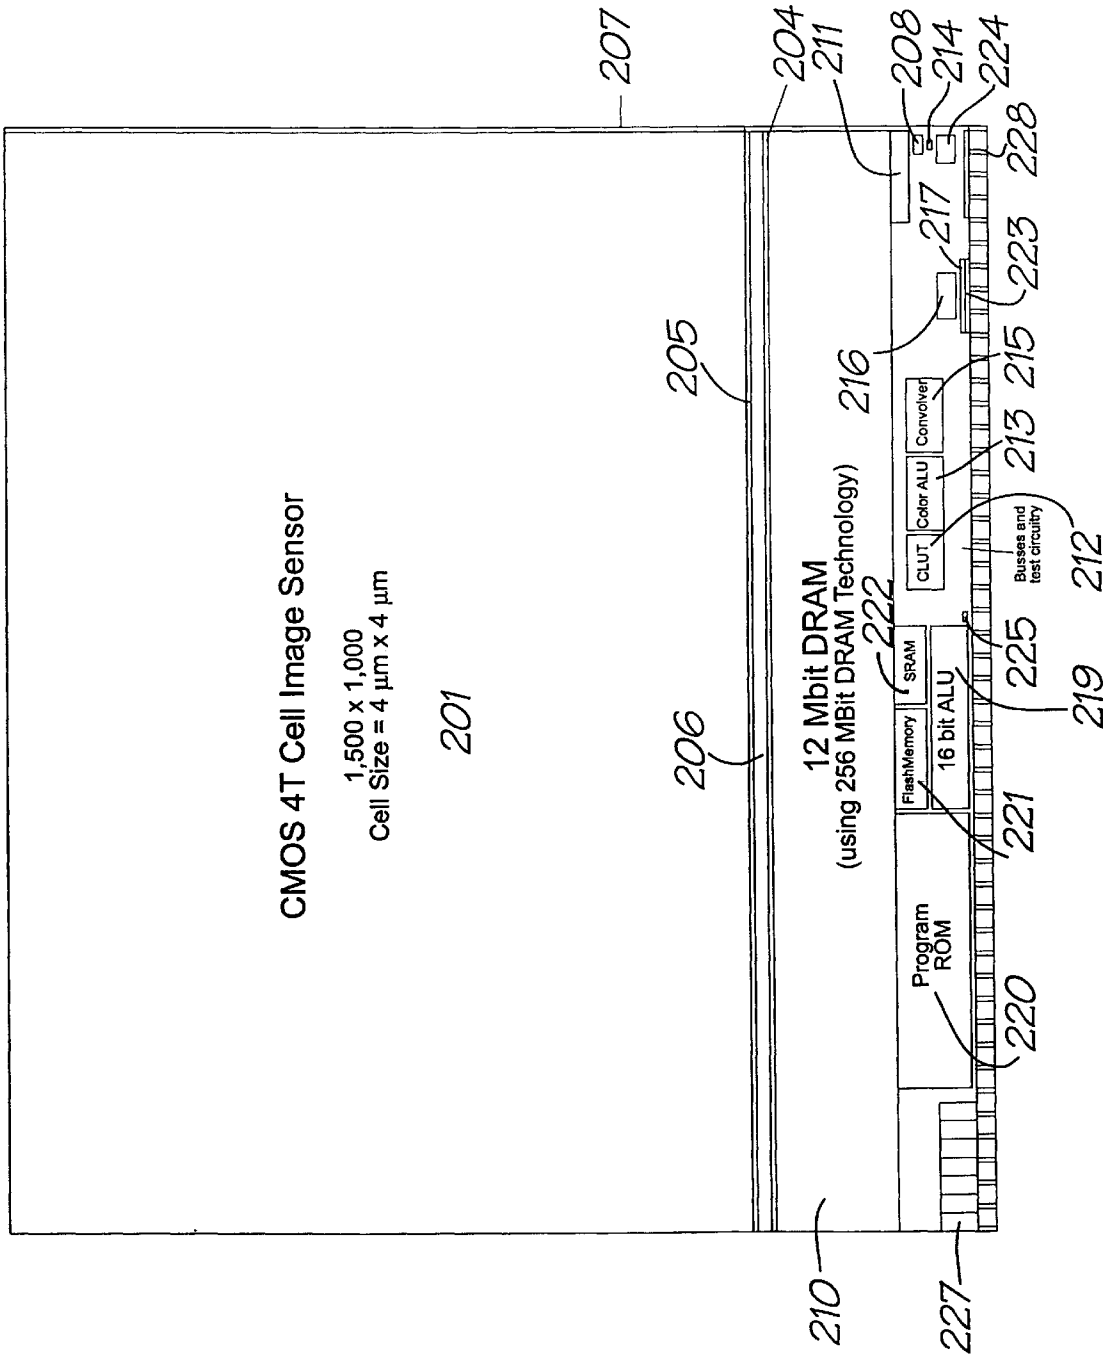 CMOS 4T Cell Image Sensor
1,500 x 1,000
Cell Size = 4 µm x 4 µm
201
207
205
206
204
211
12 Mbit DRAM
(using 256 MBit DRAM Technology)
210
222
216
217
208
214
224
228
223
215
213
212
225
219
221
220
227
Program
ROM
FlashMemory
SRAM
16 bit ALU
CLUT
Color ALU
Convolver
Busses and
test circuitry